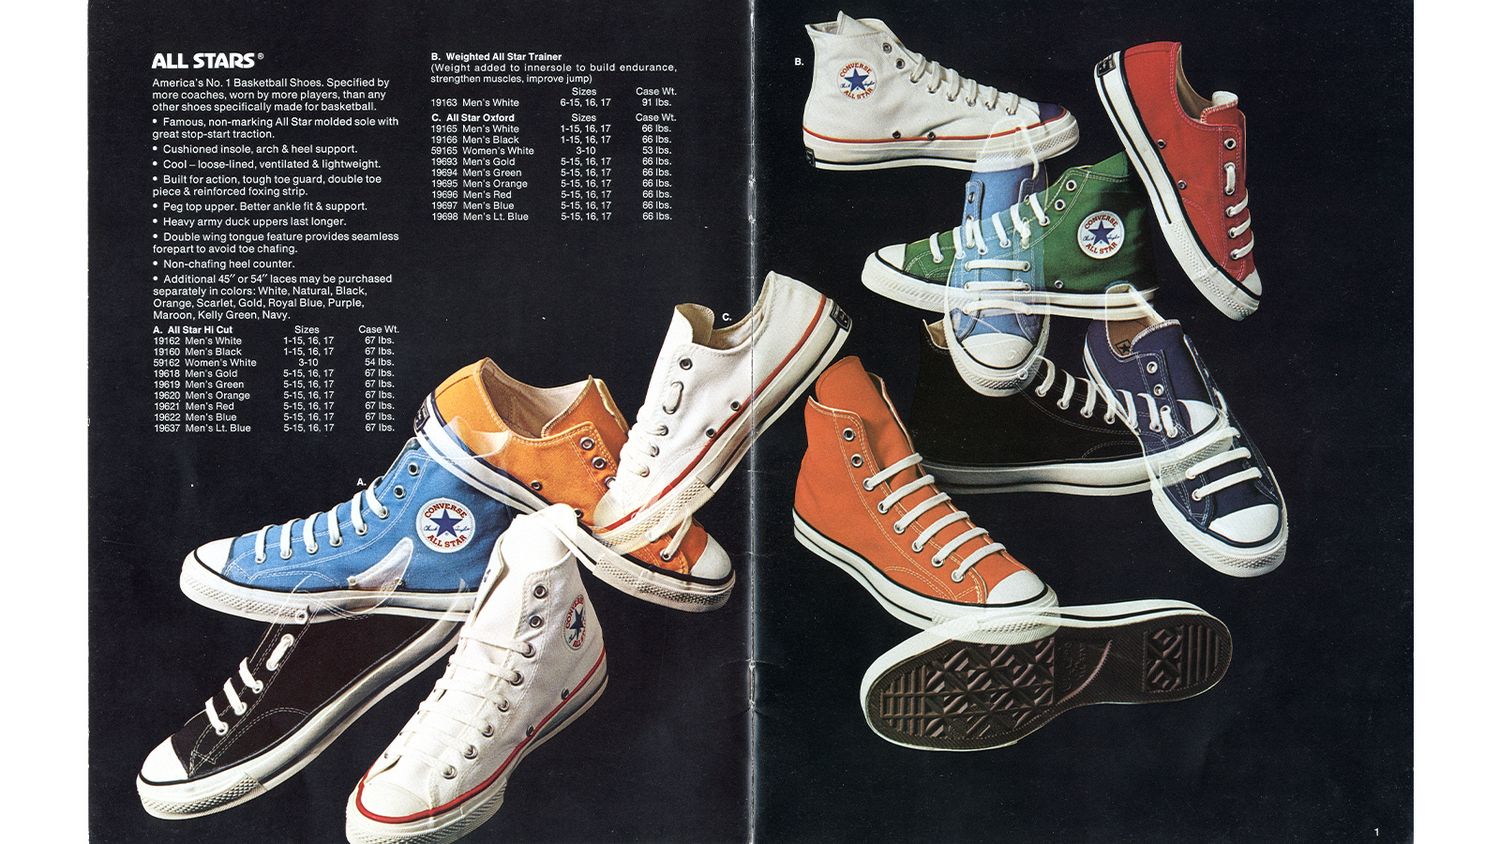 ALL STARS®
America's No. 1 Basketball Shoes. Specified by
more coaches, worn by more players, than any
other shoes specifically made for basketball.
• Famous, non-marking All Star molded sole with
great stop-start traction.
• Cushioned insole, arch & heel support.
• Cool – loose-lined, ventilated & lightweight.
• Built for action, tough toe guard, double toe
piece & reinforced foxing strip.
• Peg top upper. Better ankle fit & support.
• Heavy army duck uppers last longer.
• Double wing tongue feature provides seamless
forepart to avoid toe chafing.
• Non-chafing heel counter.
• Additional 45″ or 54″ laces may be purchased
separately in colors: White, Natural, Black,
Orange, Scarlet, Gold, Royal Blue, Purple,
Maroon, Kelly Green, Navy.
A. All Star Hi Cut Sizes Case Wt.
19162 Men's White 1-15, 16, 17 67 lbs.
19160 Men's Black 1-15, 16, 17 67 lbs.
59162 Women's White 3-10 54 lbs.
19618 Men's Gold 5-15, 16, 17 67 lbs.
19619 Men's Green 5-15, 16, 17 67 lbs.
19620 Men's Orange 5-15, 16, 17 67 lbs.
19621 Men's Red 5-15, 16, 17 67 lbs.
19622 Men's Blue 5-15, 16, 17 67 lbs.
19637 Men's Lt. Blue 5-15, 16, 17 67 lbs.
B. Weighted All Star Trainer
(Weight added to innersole to build endurance,
strengthen muscles, improve jump)
Sizes Case Wt.
19163 Men's White 6-15, 16, 17 91 lbs.
C. All Star Oxford Sizes Case Wt.
19165 Men's White 1-15, 16, 17 66 lbs.
19166 Men's Black 1-15, 16, 17 66 lbs.
59165 Women's White 3-10 53 lbs.
19693 Men's Gold 5-15, 16, 17 66 lbs.
19694 Men's Green 5-15, 16, 17 66 lbs.
19695 Men's Orange 5-15, 16, 17 66 lbs.
19696 Men's Red 5-15, 16, 17 66 lbs.
19697 Men's Blue 5-15, 16, 17 66 lbs.
19698 Men's Lt. Blue 5-15, 16, 17 66 lbs.
A.
CONVERSE
ALL STAR
C.
CONVERSE
B.
CONVERSE
ALL STAR
CONVERSE
ALL STAR
1